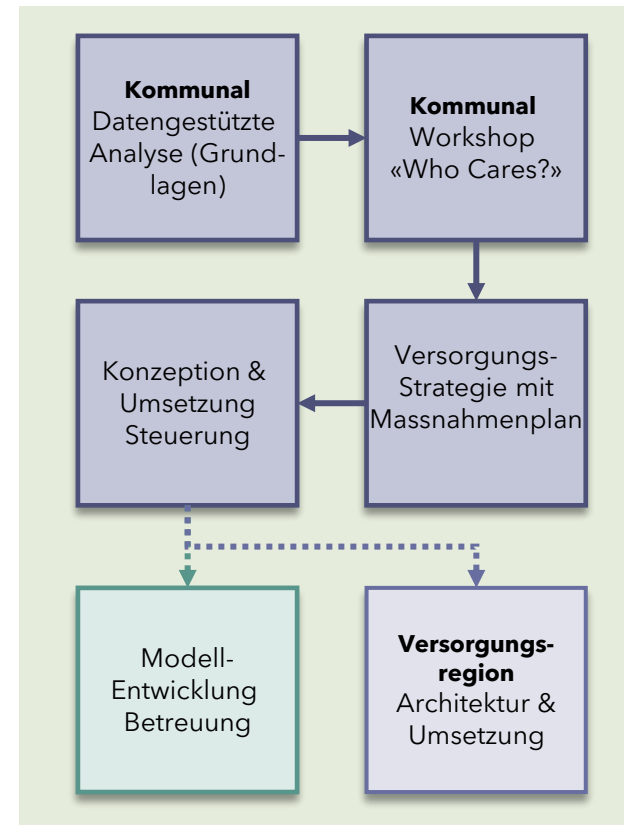 Kommunal
Datengestützte
Analyse (Grund-
lagen)
Kommunal
Workshop
«Who Cares?»
Versorgungs-
Strategie mit
Massnahmenplan
Konzeption &
Umsetzung
Steuerung
Modell-
Entwicklung
Betreuung
Versorgungs-
region
Architektur &
Umsetzung